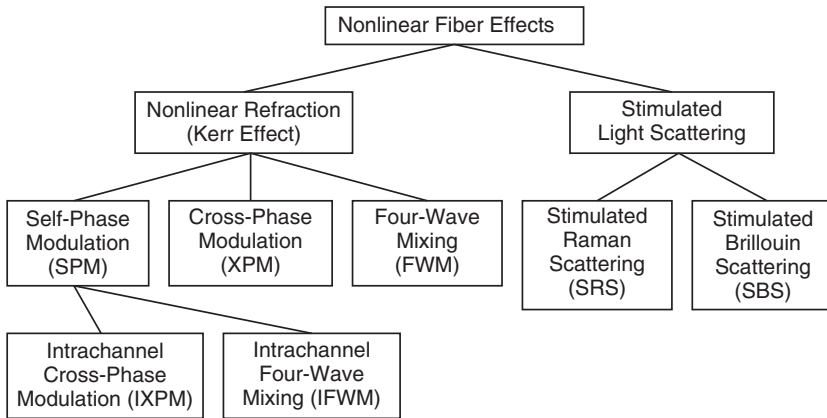 Nonlinear Fiber Effects
Nonlinear Refraction
(Kerr Effect)
Stimulated
Light Scattering
Self-Phase
Modulation
(SPM)
Cross-Phase
Modulation
(XPM)
Four-Wave
Mixing
(FWM)
Stimulated
Raman
Scattering
(SRS)
Stimulated
Brillouin
Scattering
(SBS)
Intrachannel
Cross-Phase
Modulation (IXPM)
Intrachannel
Four-Wave
Mixing (IFWM)